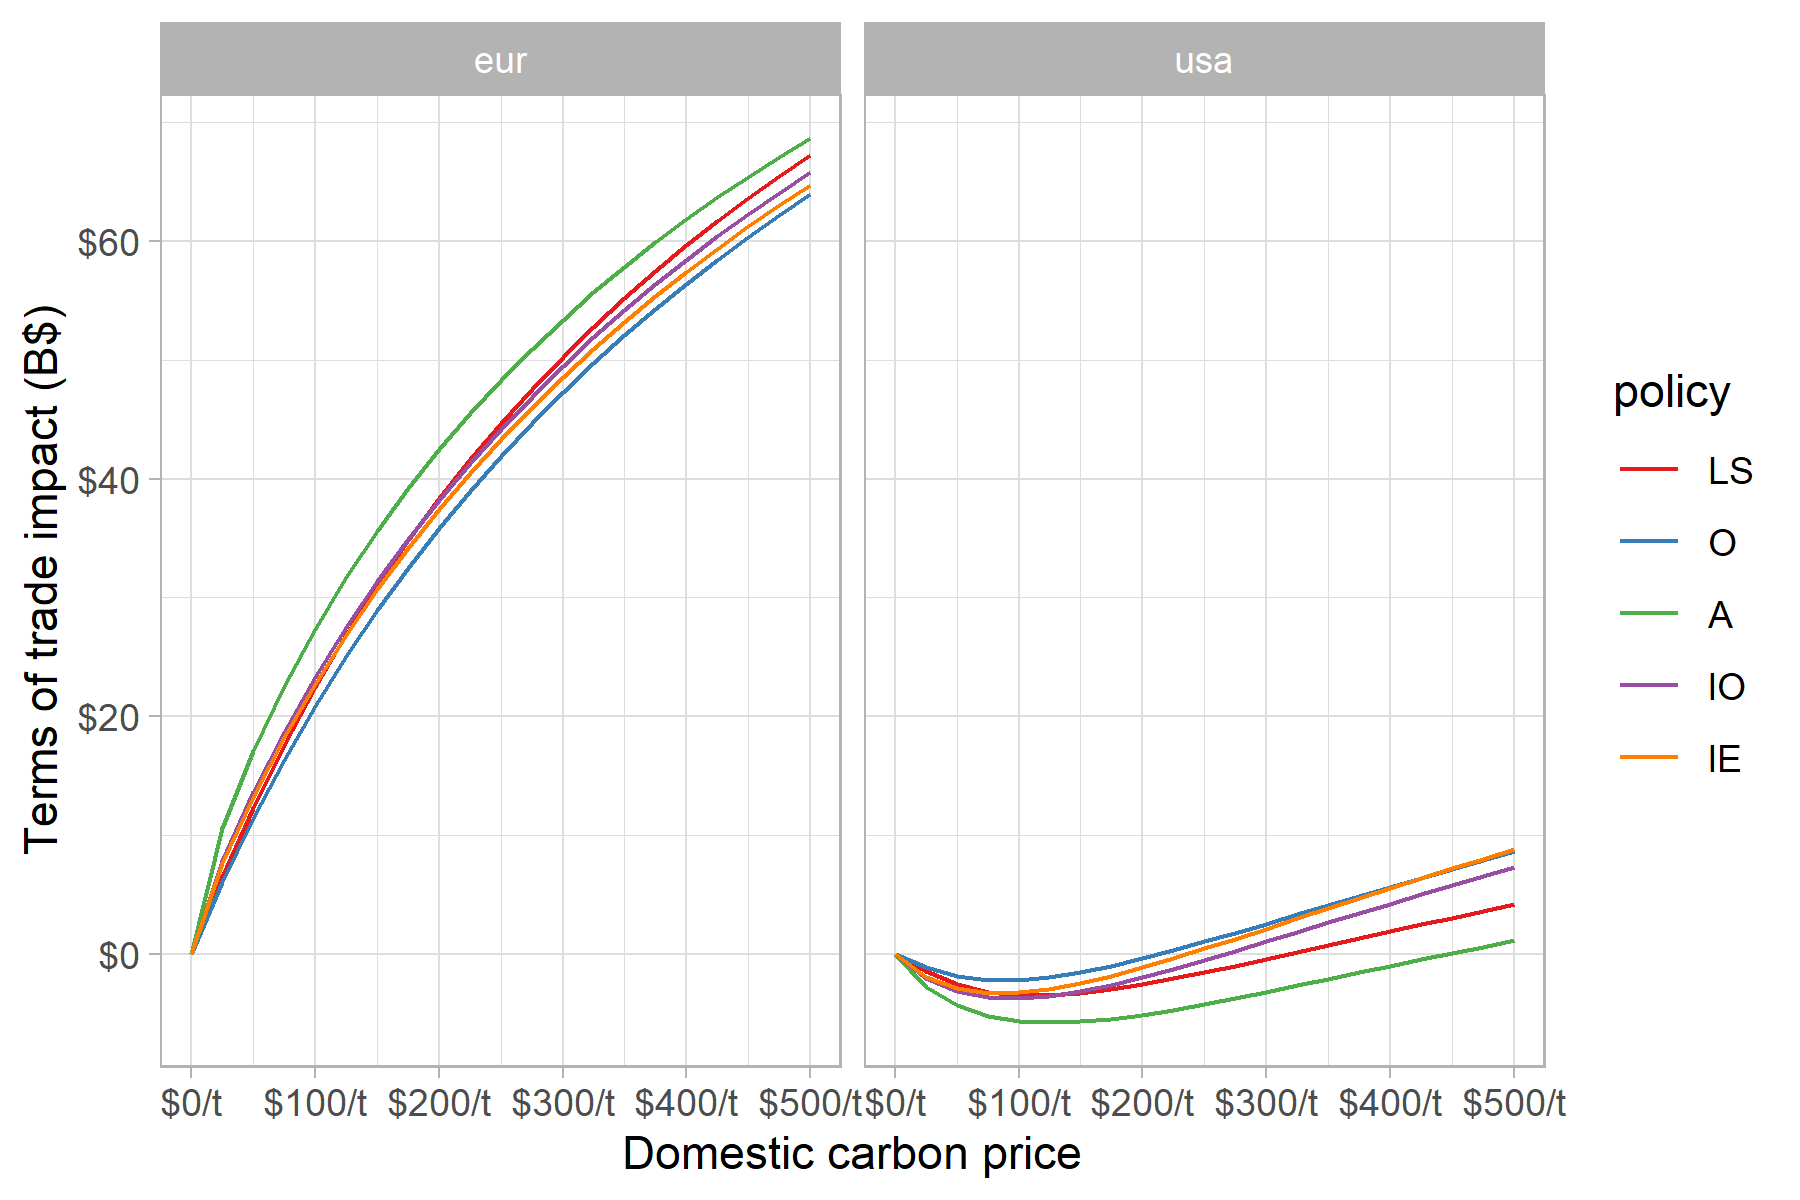 eur
usa
Terms of trade impact (B$)
$60
$40
$20
$0
$0/t $100/t $200/t $300/t $400/t $500/t
$0/t $100/t $200/t $300/t $400/t $500/t
Domestic carbon price
policy
LS
O
A
IO
IE